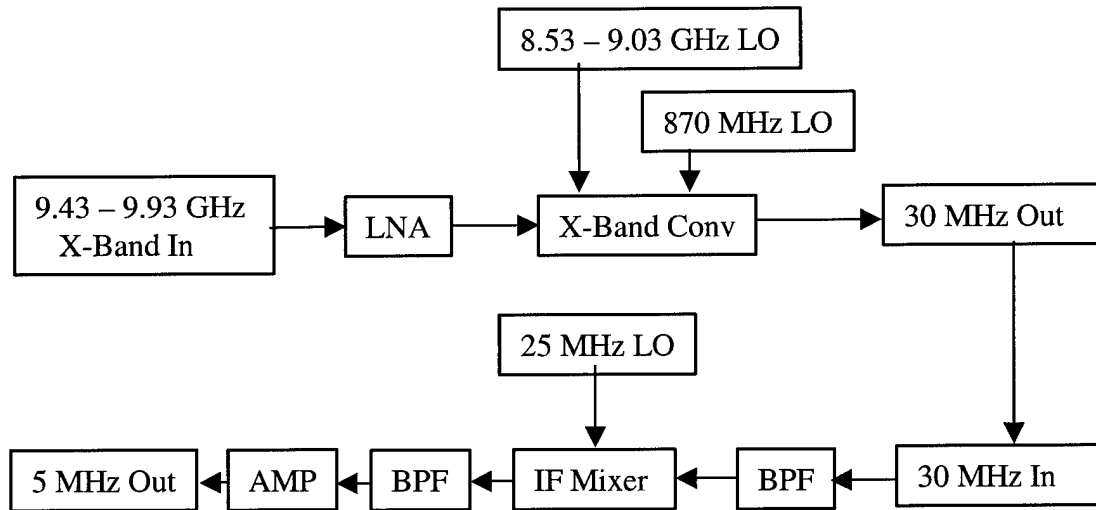 8.53 – 9.03 GHz LO
870 MHz LO
9.43 – 9.93 GHz
X-Band In
LNA
X-Band Conv
30 MHz Out
25 MHz LO
5 MHz Out
AMP
BPF
IF Mixer
BPF
30 MHz In